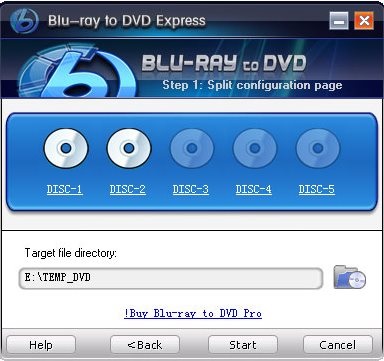 Blu-ray to DVD Express
BLU-RAY to DVD
Step 1: Split configuration page
DISC-1 DISC-2 DISC-3 DISC-4 DISC-5
Target file directory:
E:\TEMP_DVD
!Buy Blu-ray to DVD Pro
Help <Back Start Cancel